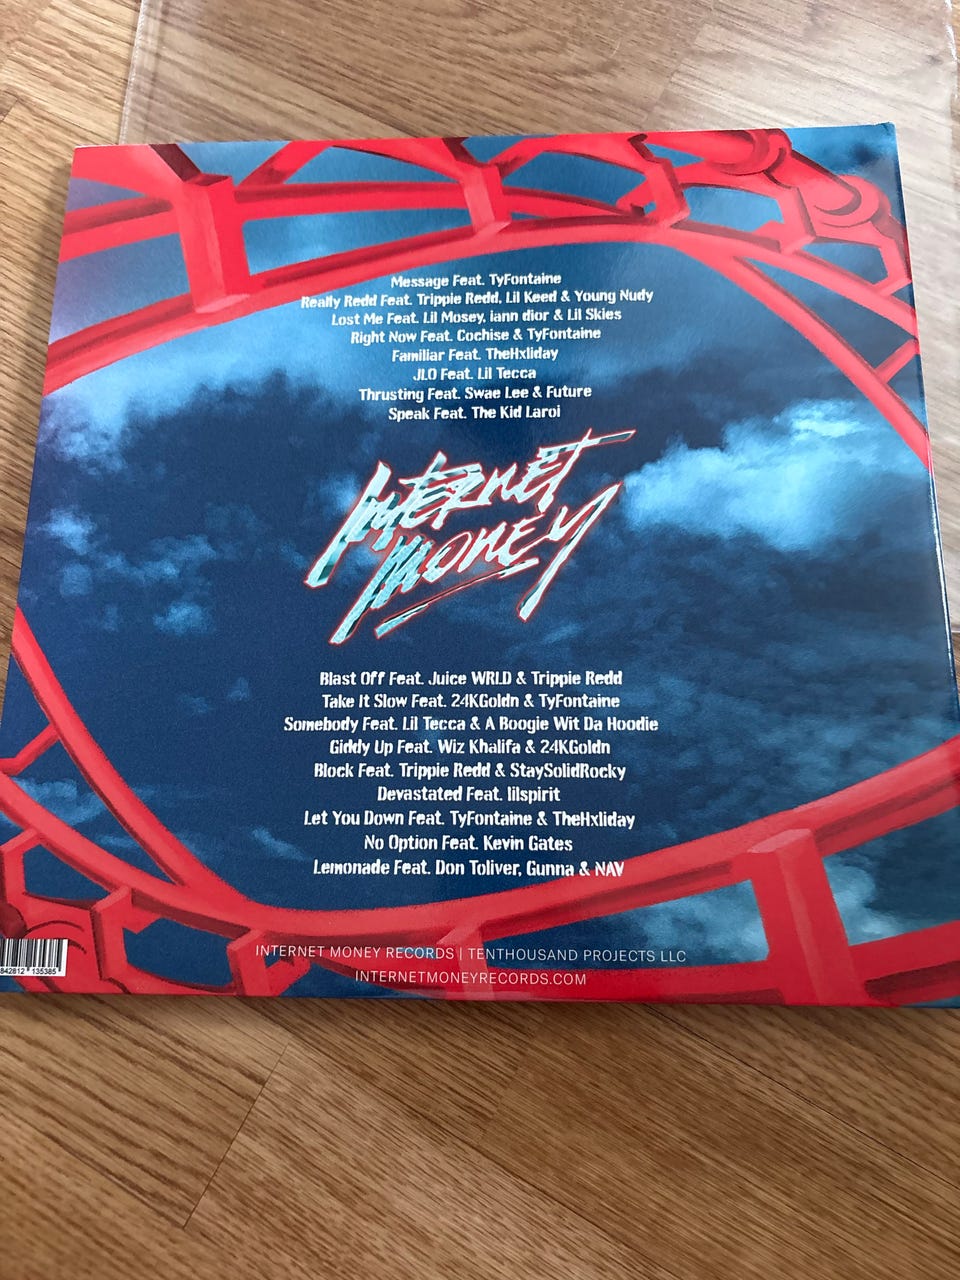 Message Feat. TyFontaine
Really Redd Feat. Trippie Redd, Lil Keed & Young Nudy
Lost Me Feat. Lil Mosey, iann dior & Lil Skies
Right Now Feat. Cochise & TyFontaine
Familiar Feat. TheHxliday
JLO Feat. Lil Tecca
Thrusting Feat. Swae Lee & Future
Speak Feat. The Kid Laroi
INTERNET
MONEY
Blast Off Feat. Juice WRLD & Trippie Redd
Take It Slow Feat. 24KGoldn & TyFontaine
Somebody Feat. Lil Tecca & A Boogie Wit Da Hoodie
Giddy Up Feat. Wiz Khalifa & 24KGoldn
Block Feat. Trippie Redd & StaySolidRocky
Devastated Feat. lilspirit
Let You Down Feat. TyFontaine & TheHxliday
No Option Feat. Kevin Gates
Lemonade Feat. Don Toliver, Gunna & NAV
INTERNET MONEY RECORDS | TENTHOUSAND PROJECTS LLC
INTERNETMONEYRECORDS.COM
842812 135385